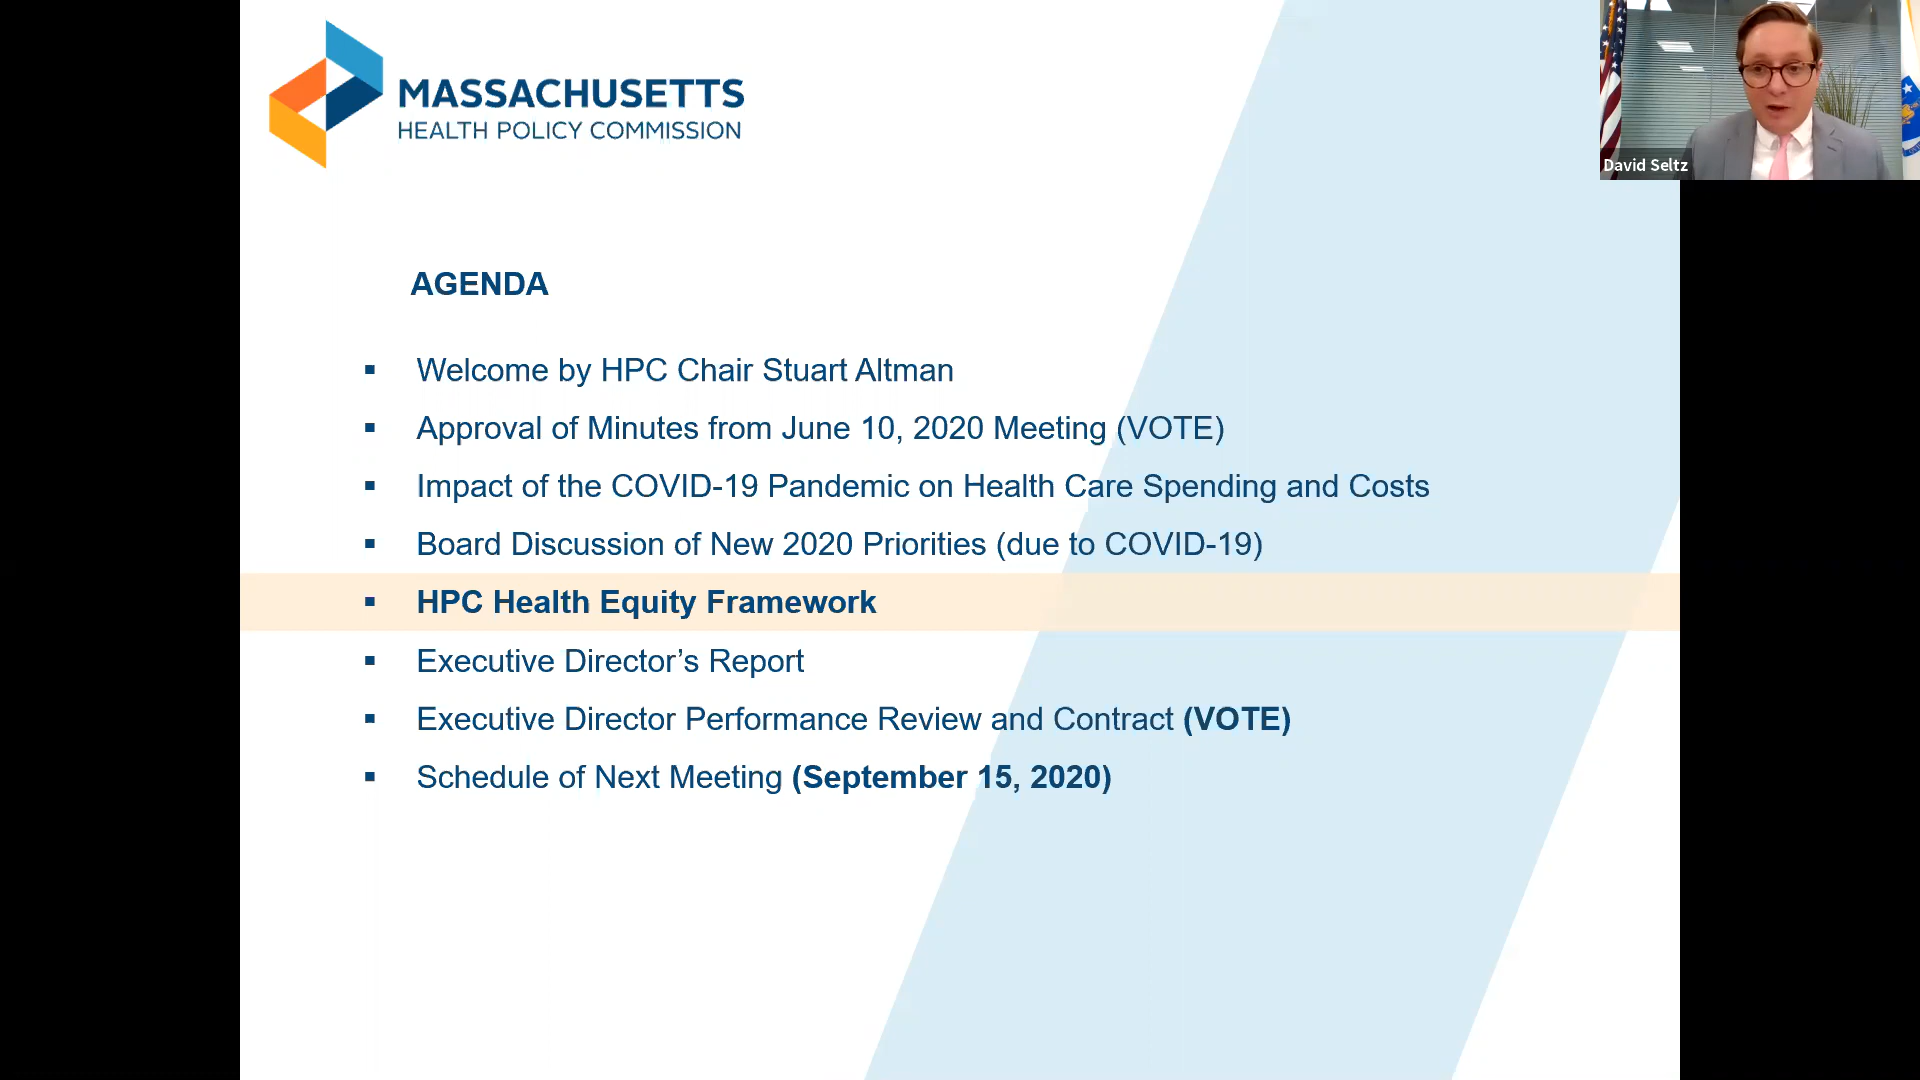 MASSACHUSETTS
HEALTH POLICY COMMISSION
David Seltz
AGENDA
▪ Welcome by HPC Chair Stuart Altman
▪ Approval of Minutes from June 10, 2020 Meeting (VOTE)
▪ Impact of the COVID-19 Pandemic on Health Care Spending and Costs
▪ Board Discussion of New 2020 Priorities (due to COVID-19)
▪ HPC Health Equity Framework
▪ Executive Director’s Report
▪ Executive Director Performance Review and Contract (VOTE)
▪ Schedule of Next Meeting (September 15, 2020)